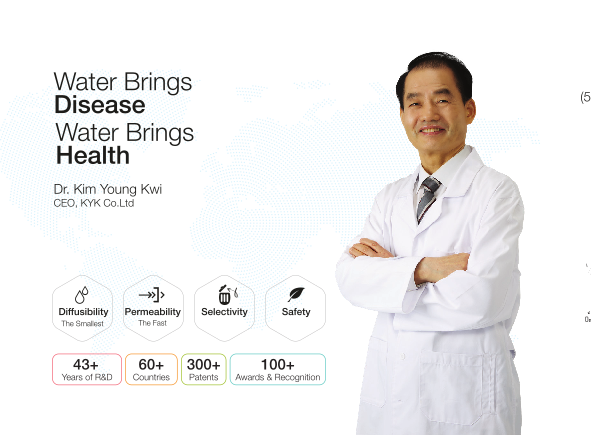 Water Brings
Disease
Water Brings
Health
Dr. Kim Young Kwi
CEO, KYK Co.Ltd
Diffusibility
The Smallest
Permeability
The Fast
Selectivity
Safety
43+
Years of R&D
60+
Countries
300+
Patents
100+
Awards & Recognition
(5